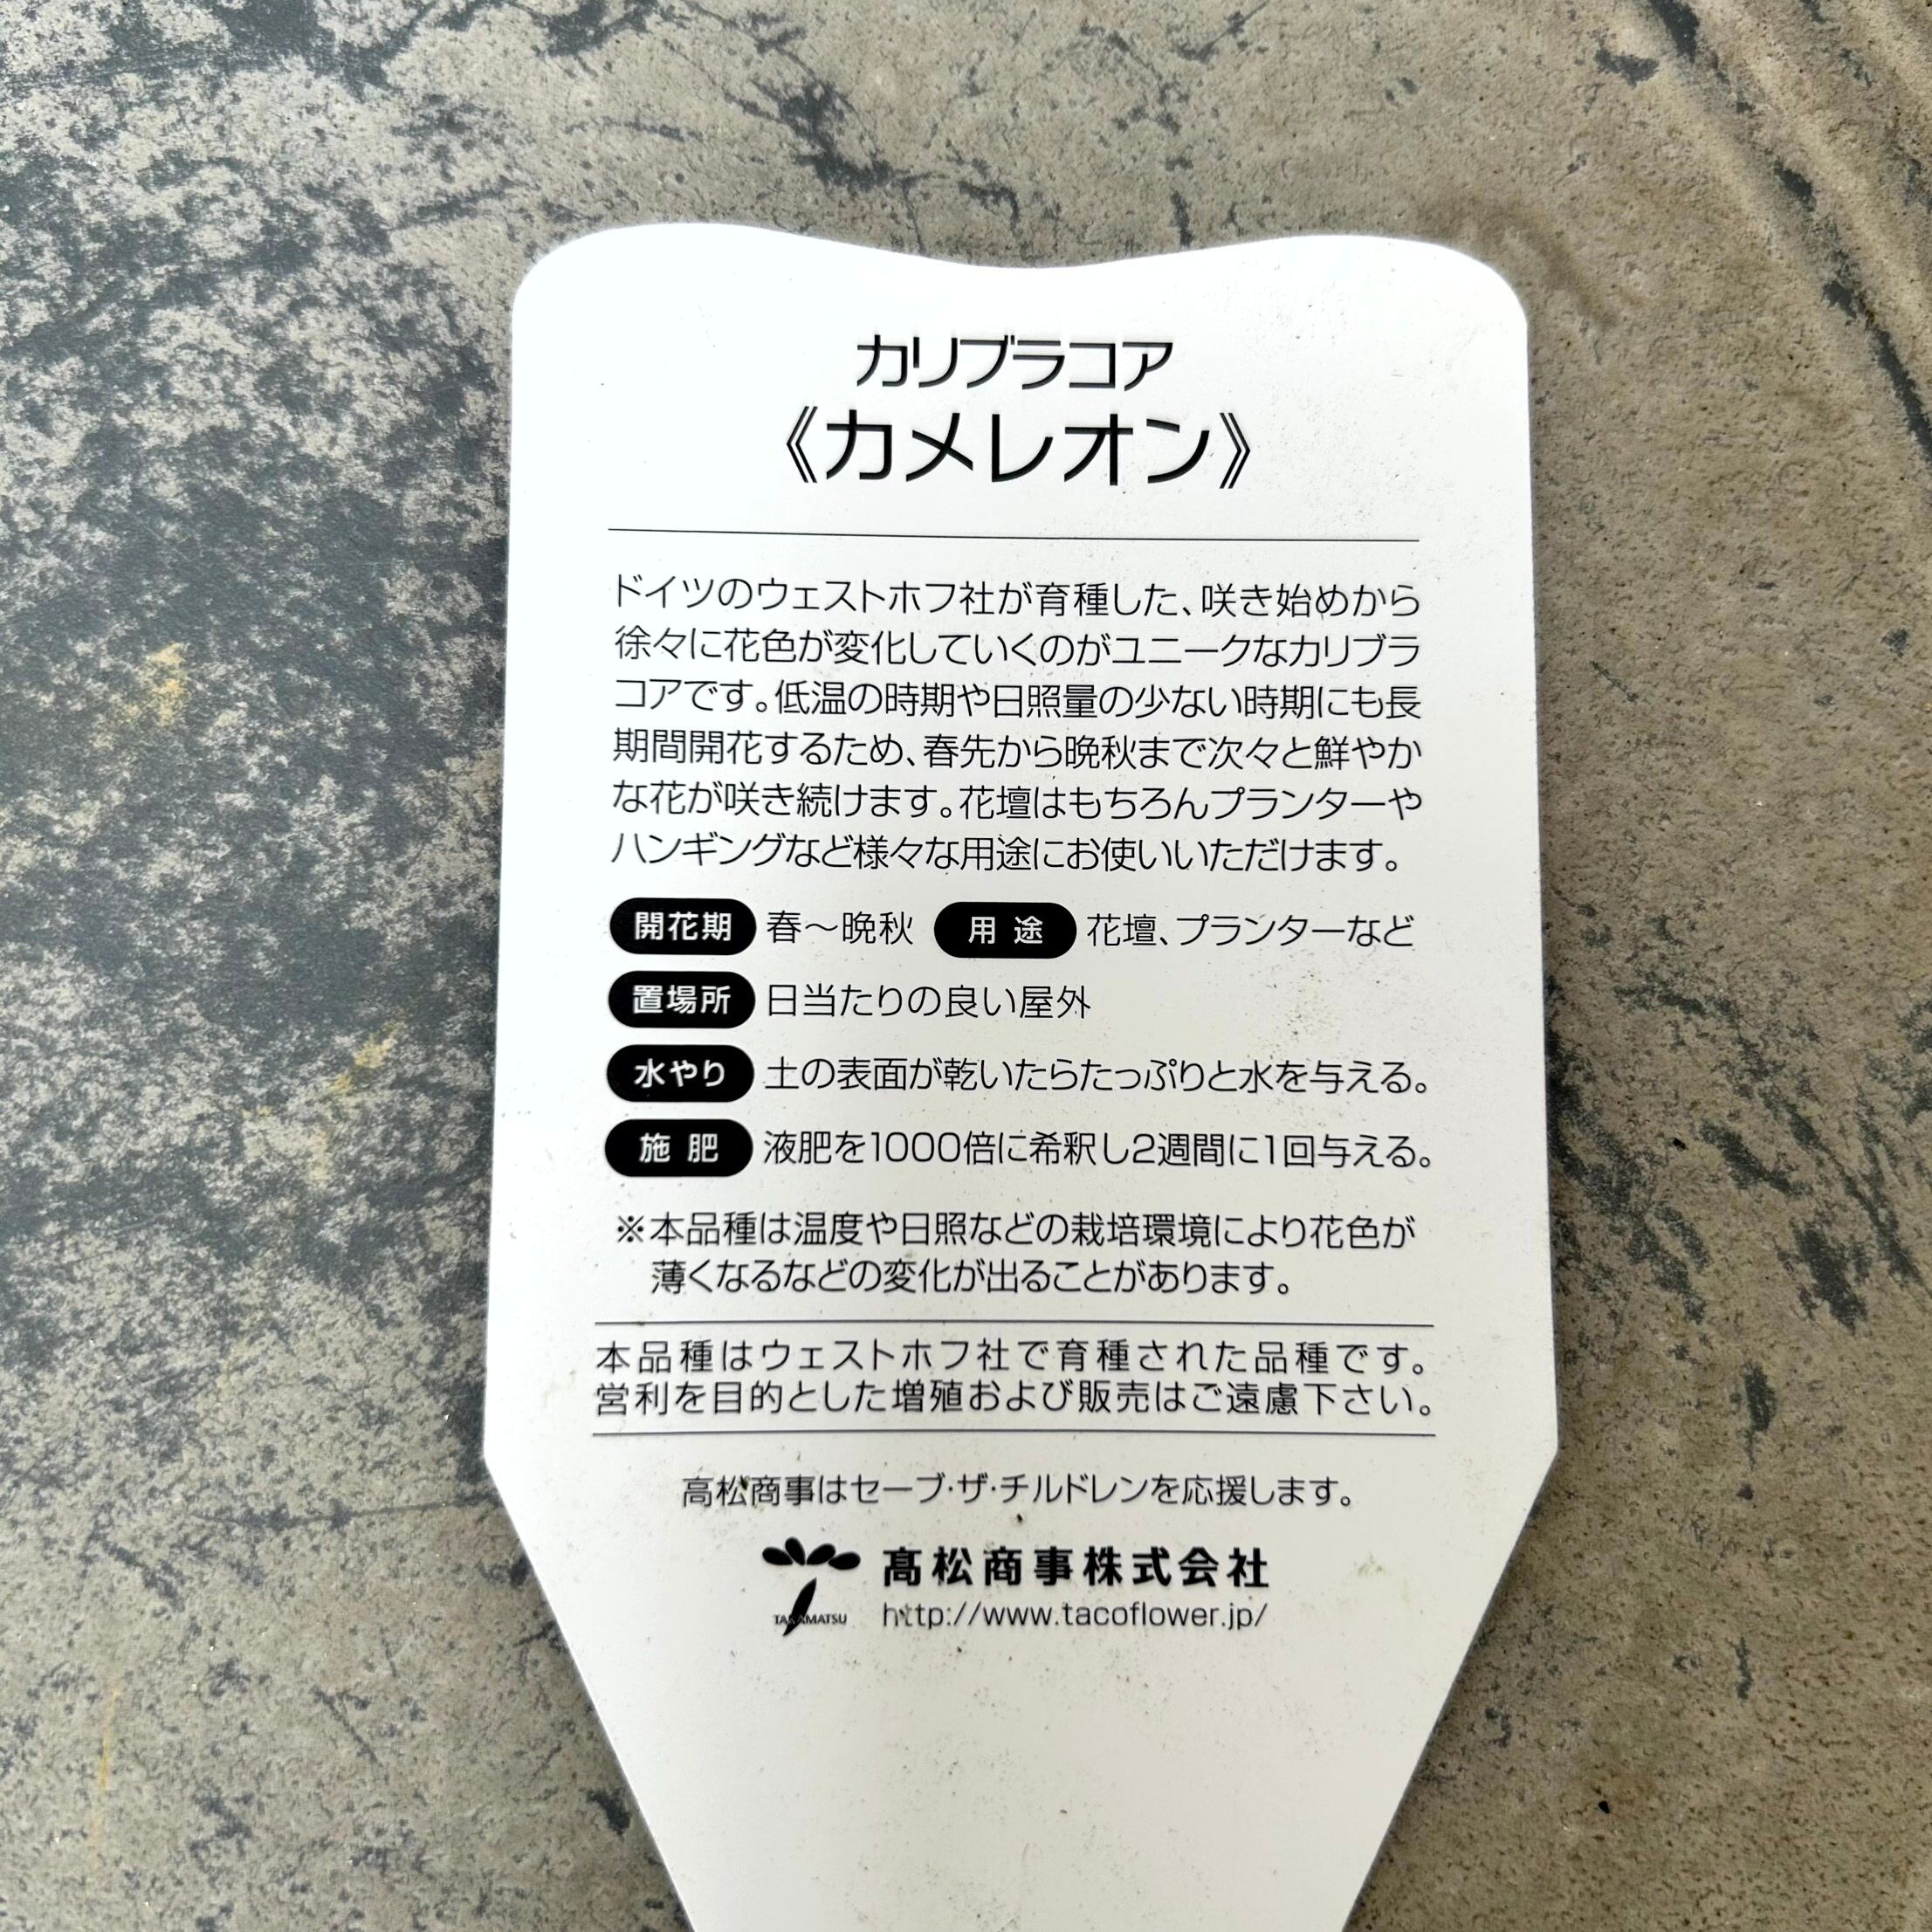 カリブラコア
《カメレオン》
ドイツのウェストホフ社が育種した、咲き始めから
徐々に花色が変化していくのがユニークなカリブラ
コアです。低温の時期や日照量の少ない時期にも長
期間開花するため、春先から晩秋まで次々と鮮やか
な花が咲き続けます。花壇はもちろんプランターや
ハンギングなど様々な用途にお使いいただけます。
開花期 春〜晩秋 用途 花壇、プランターなど
置場所 日当たりの良い屋外
水やり 土の表面が乾いたらたっぷりと水を与える。
施肥 液肥を1000倍に希釈し2週間に1回与える。
※本品種は温度や日照などの栽培環境により花色が
薄くなるなどの変化が出ることがあります。
本品種はウェストホフ社で育種された品種です。
営利を目的とした増殖および販売はご遠慮下さい。
高松商事はセーブ·ザ·チルドレンを応援します。
髙松商事株式会社
TAKAMATSU http://www.tacoflower.jp/